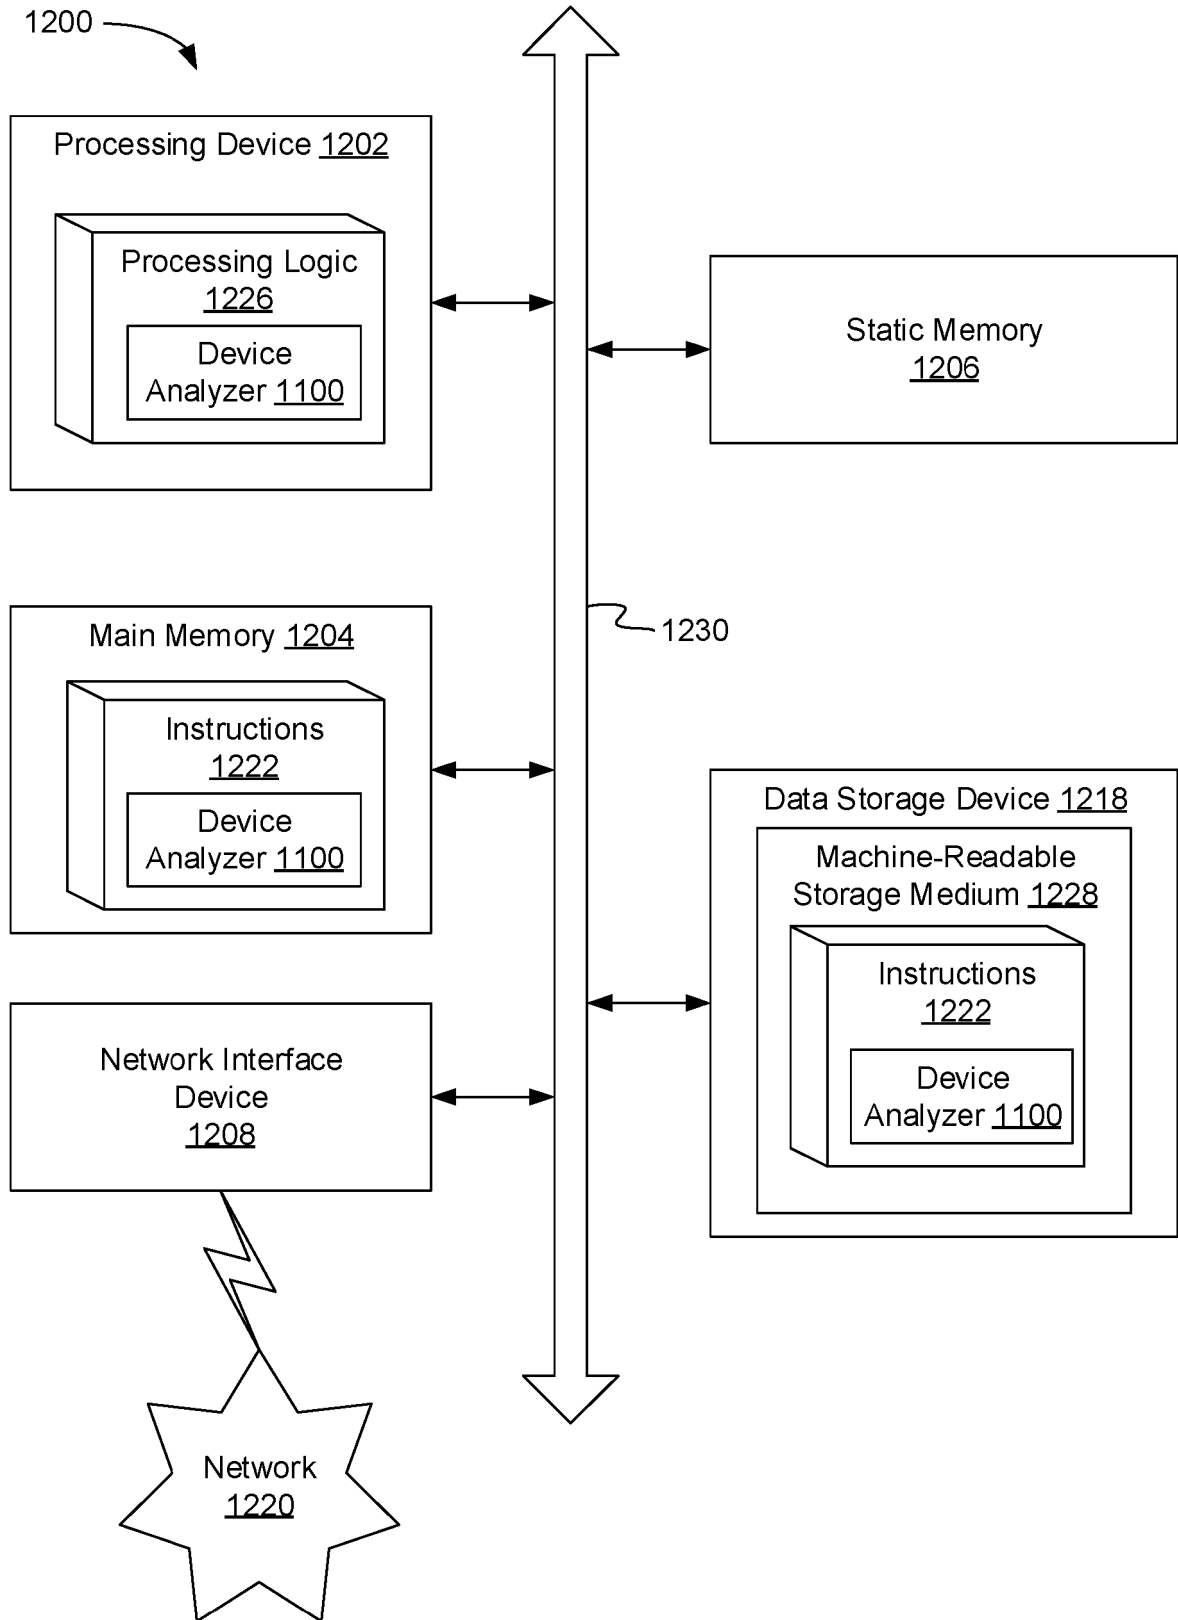 1200
Processing Device 1202
Processing Logic
1226
Device
Analyzer 1100
Static Memory
1206
1230
Main Memory 1204
Instructions
1222
Device
Analyzer 1100
Data Storage Device 1218
Machine-Readable
Storage Medium 1228
Instructions
1222
Device
Analyzer 1100
Network Interface
Device
1208
Network
1220